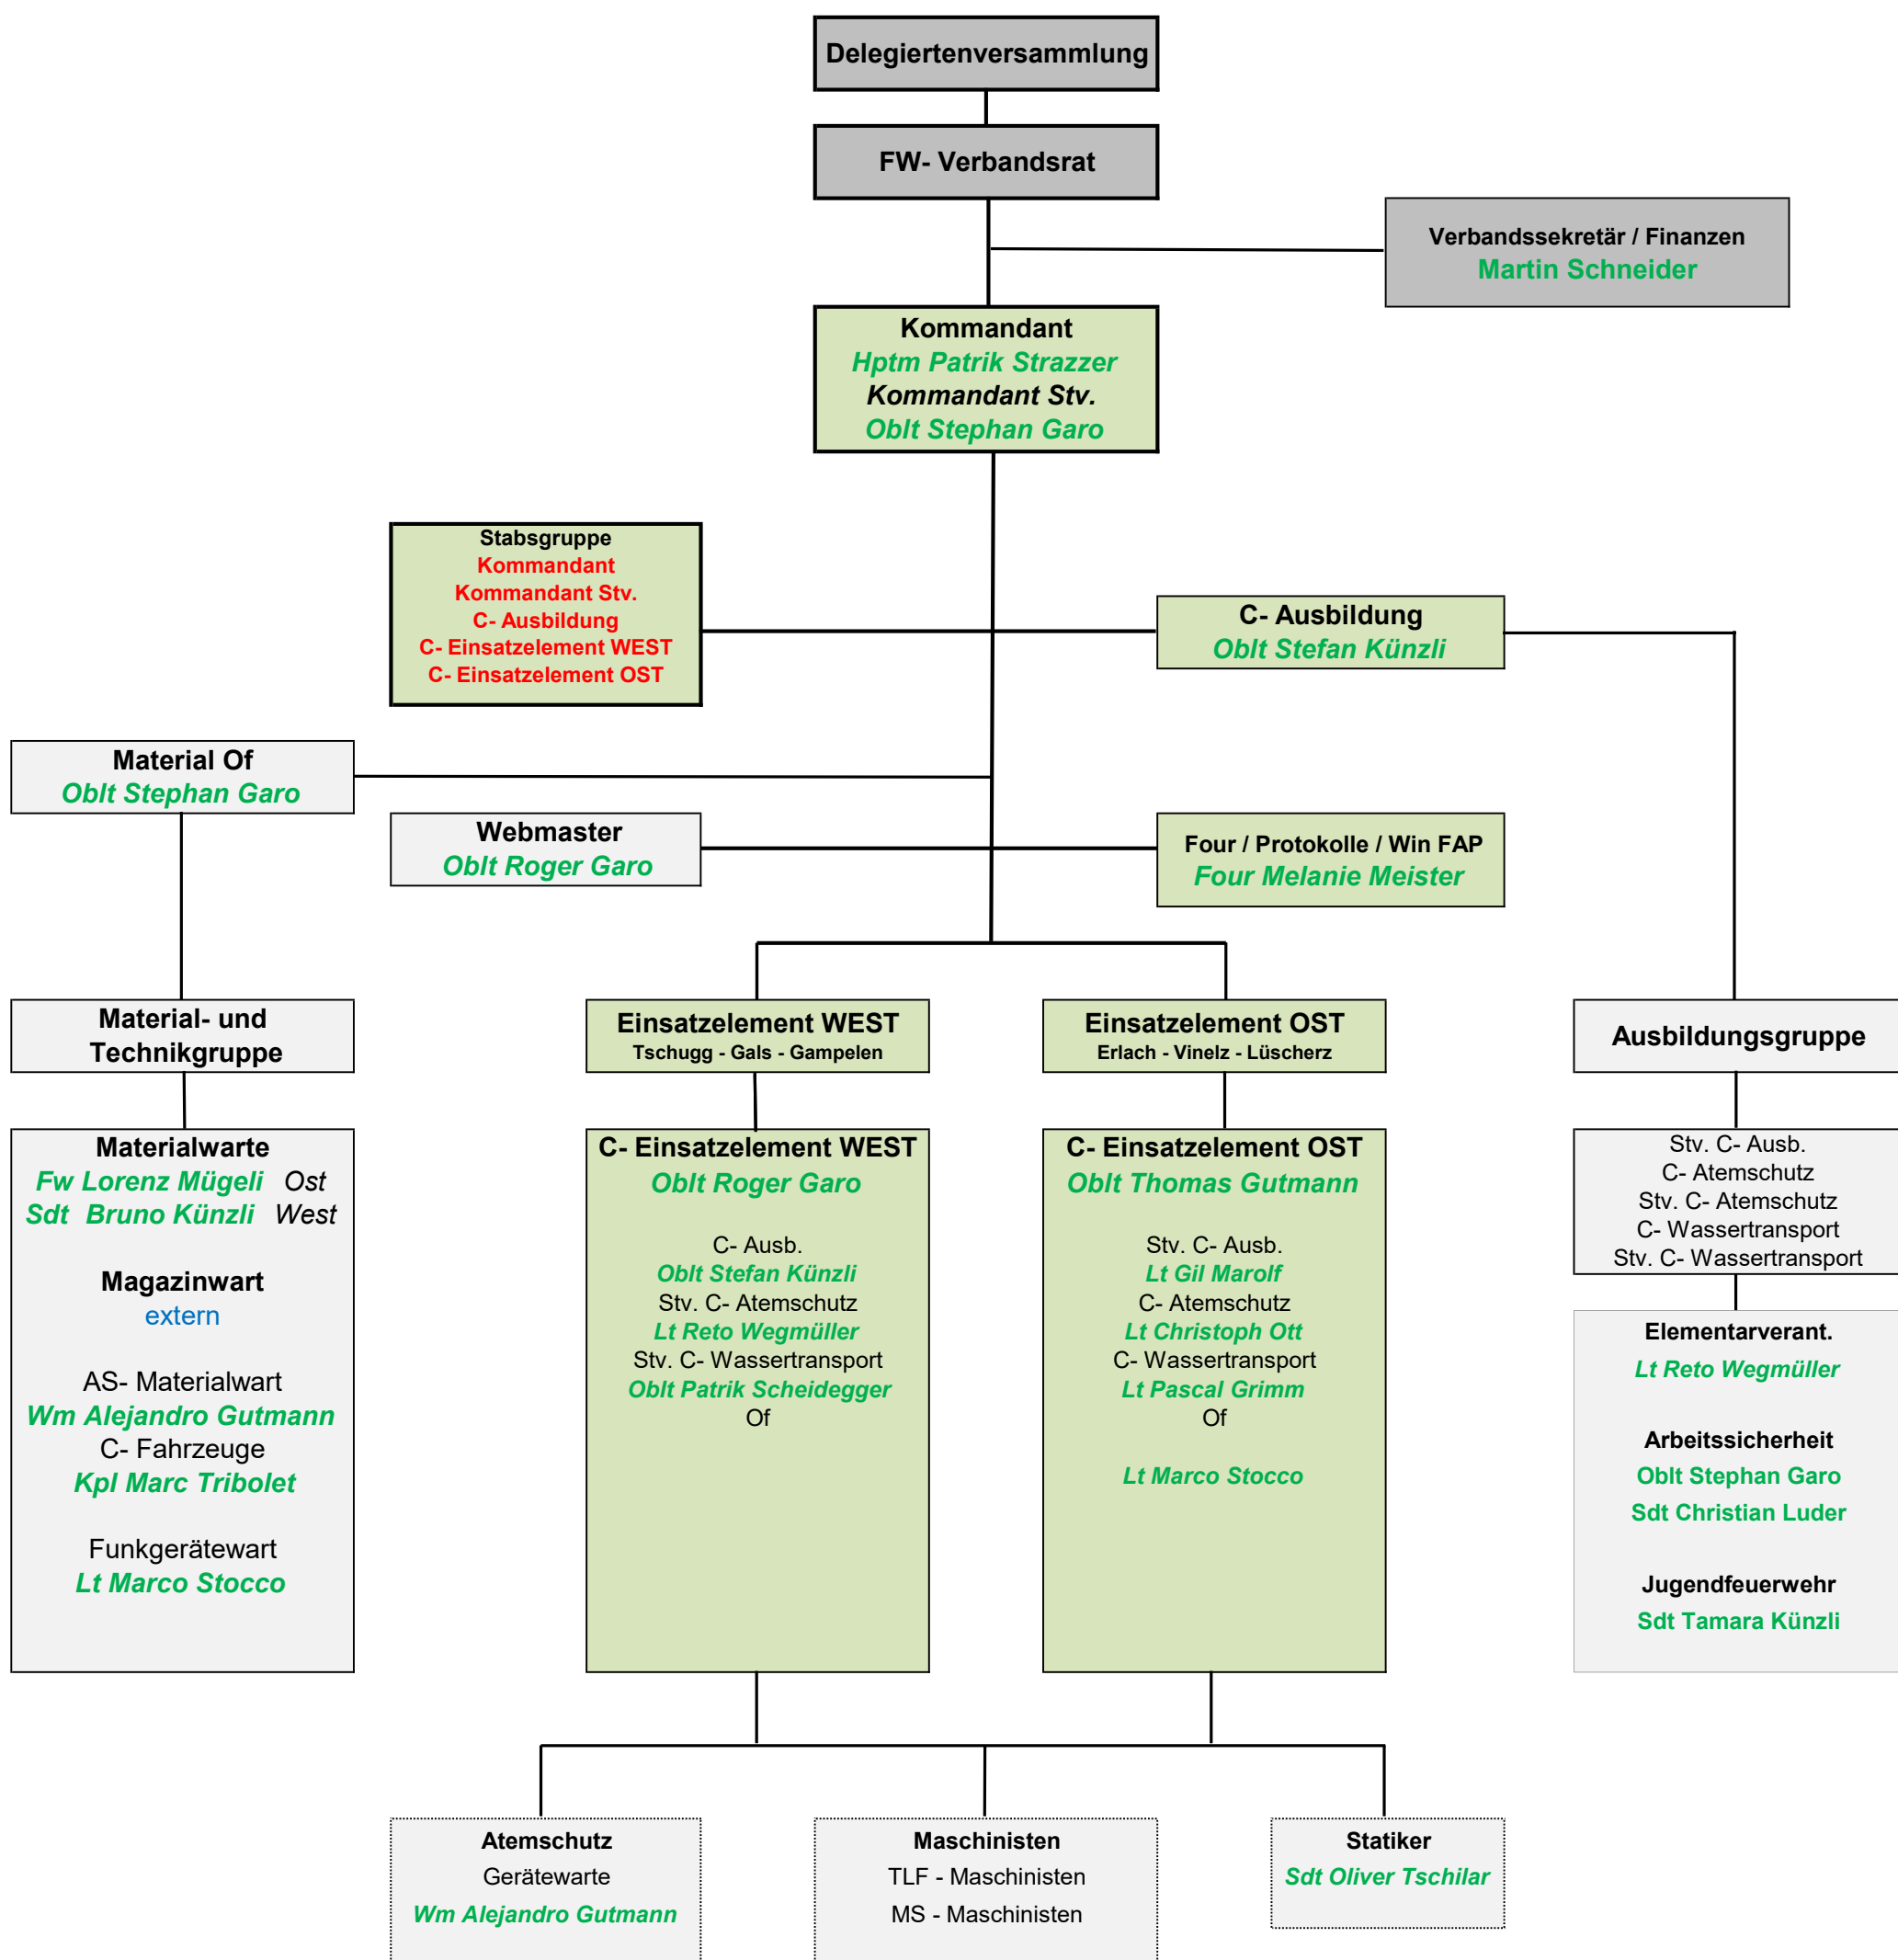 Delegiertenversammlung
FW- Verbandsrat
Verbandssekretär / Finanzen
Martin Schneider
Kommandant
Hptm Patrik Strazzer
Kommandant Stv.
Oblt Stephan Garo
Stabsgruppe
Kommandant
Kommandant Stv.
C- Ausbildung
C- Einsatzelement WEST
C- Einsatzelement OST
C- Ausbildung
Oblt Stefan Künzli
Material Of
Oblt Stephan Garo
Webmaster
Oblt Roger Garo
Four / Protokolle / Win FAP
Four Melanie Meister
Material- und
Technikgruppe
Einsatzelement WEST
Tschugg - Gals - Gampelen
Einsatzelement OST
Erlach - Vinelz - Lüscherz
Ausbildungsgruppe
Materialwarte
Fw Lorenz Mügeli Ost
Sdt Bruno Künzli West
Magazinwart
extern
AS- Materialwart
Wm Alejandro Gutmann
C- Fahrzeuge
Kpl Marc Tribolet
Funkgerätewart
Lt Marco Stocco
C- Einsatzelement WEST
Oblt Roger Garo
C- Ausb.
Oblt Stefan Künzli
Stv. C- Atemschutz
Lt Reto Wegmüller
Stv. C- Wassertransport
Oblt Patrik Scheidegger
Of
C- Einsatzelement OST
Oblt Thomas Gutmann
Stv. C- Ausb.
Lt Gil Marolf
C- Atemschutz
Lt Christoph Ott
C- Wassertransport
Lt Pascal Grimm
Of
Lt Marco Stocco
Stv. C- Ausb.
C- Atemschutz
Stv. C- Atemschutz
C- Wassertransport
Stv. C- Wassertransport
Elementarverant.
Lt Reto Wegmüller
Arbeitssicherheit
Oblt Stephan Garo
Sdt Christian Luder
Jugendfeuerwehr
Sdt Tamara Künzli
Atemschutz
Gerätewarte
Wm Alejandro Gutmann
Maschinisten
TLF - Maschinisten
MS - Maschinisten
Statiker
Sdt Oliver Tschilar